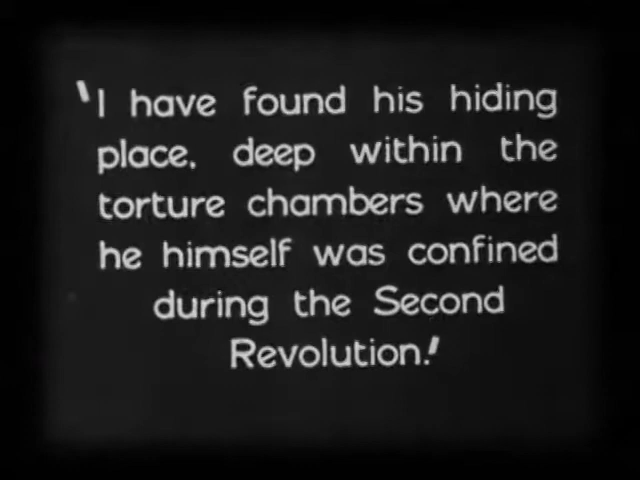 'I have found his hiding
place, deep within the
torture chambers where
he himself was confined
during the Second
Revolution.'